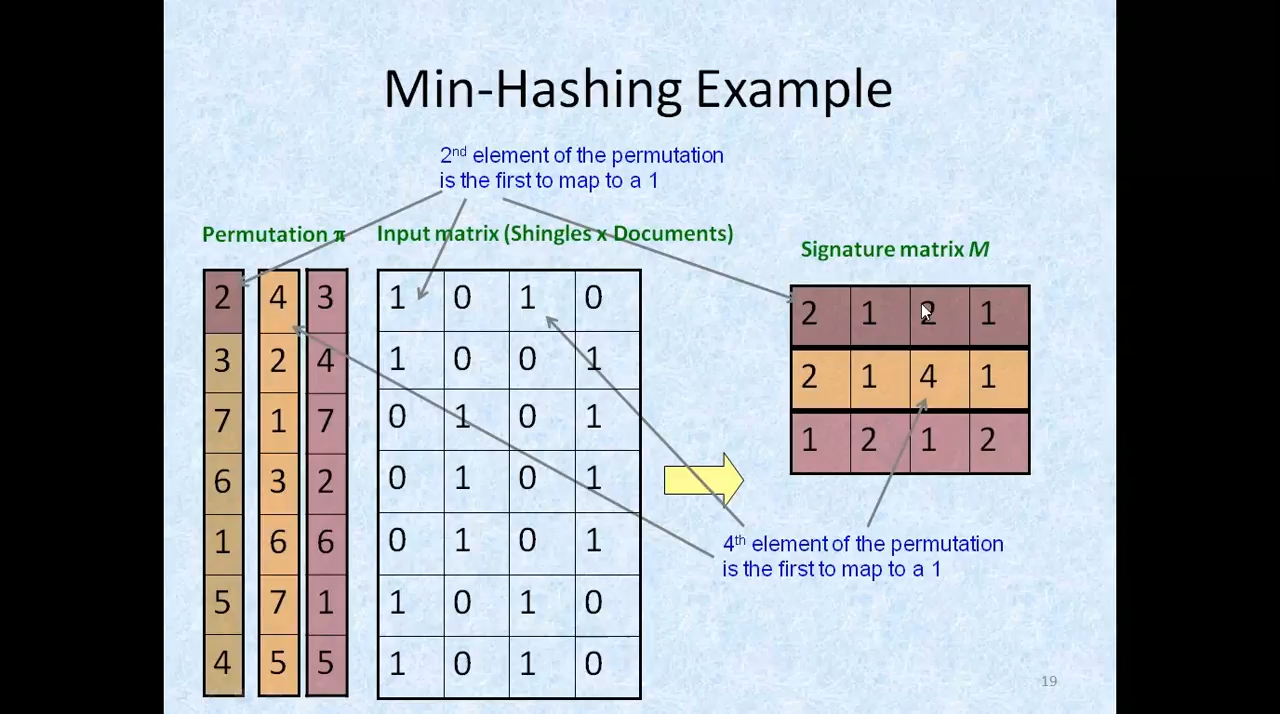 Min-Hashing Example
2nd element of the permutation
is the first to map to a 1
Permutation π
Input matrix (Shingles x Documents)
Signature matrix M
2 4 3 1 0 1 0
3 2 4 1 0 0 1
7 1 7 0 1 0 1
6 3 2 0 1 0 1
1 6 6 0 1 0 1
5 7 1 1 0 1 0
4 5 5 1 0 1 0
2 1 2 1
2 1 4 1
1 2 1 2
4th element of the permutation
is the first to map to a 1
19